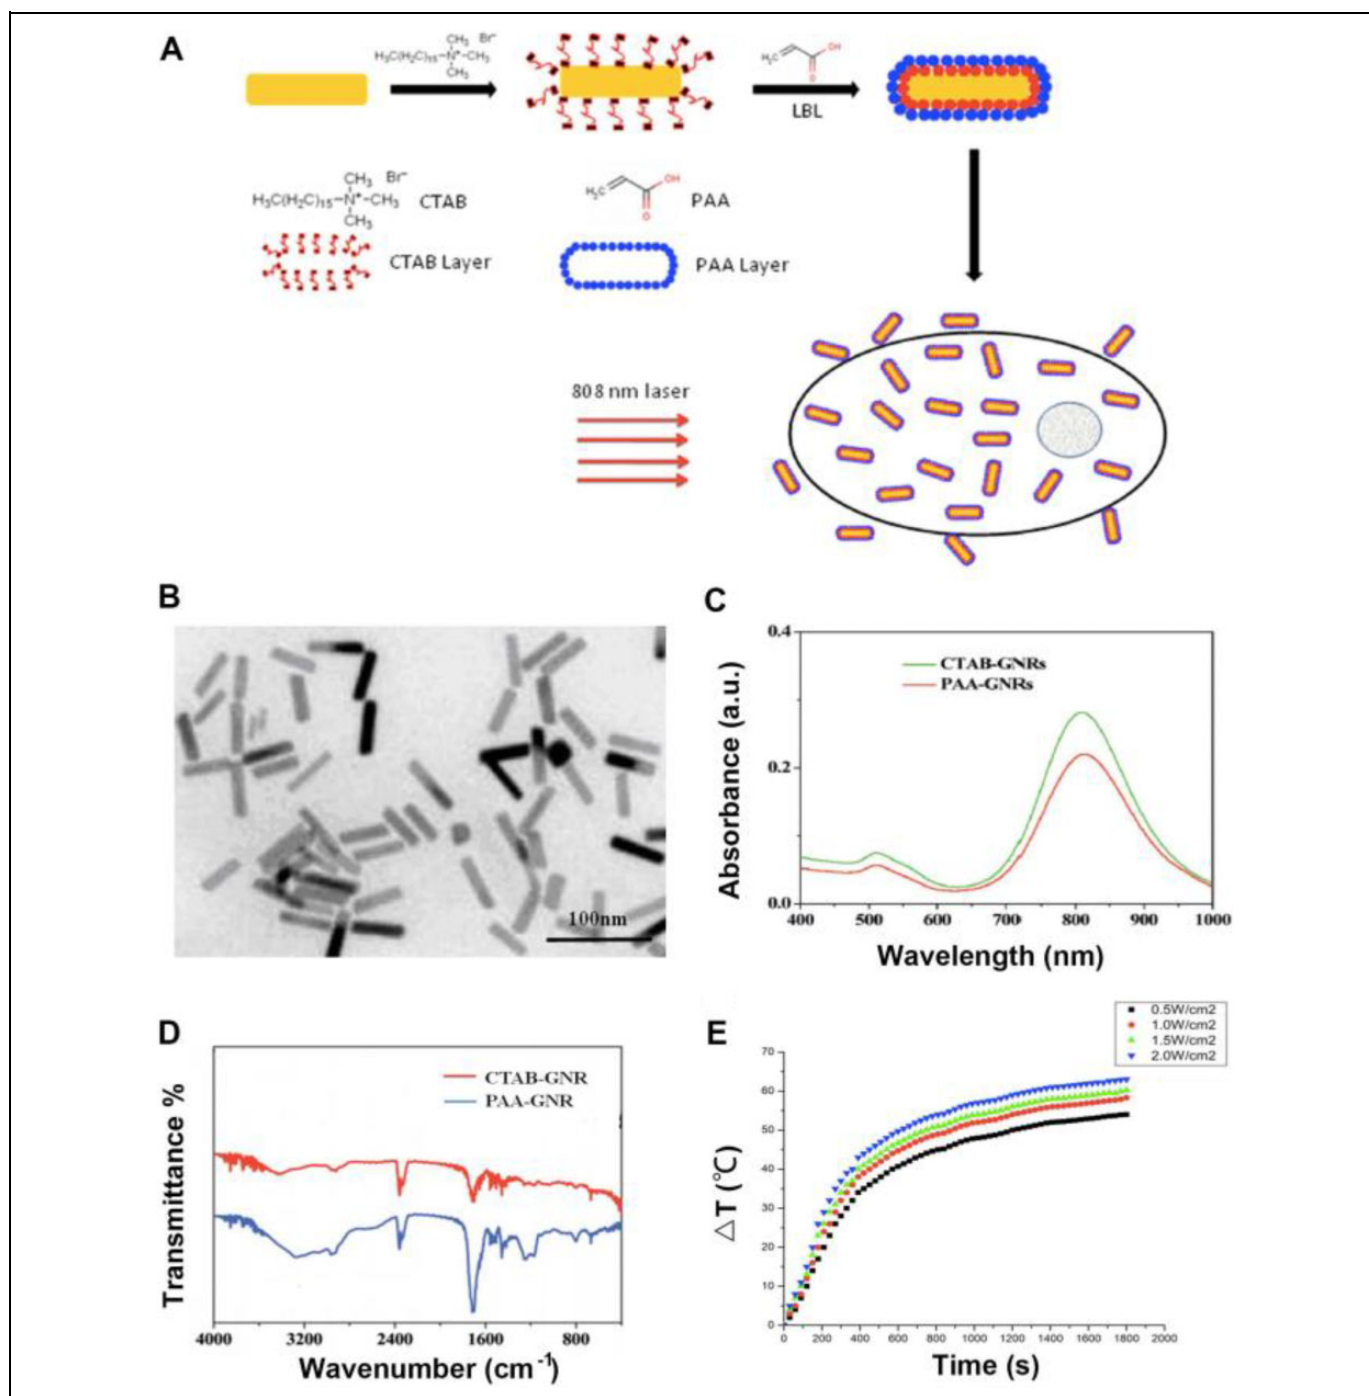 A
CH₃ Br⁻
H₃C(H₂C)₁₅–N⁺–CH₃
CH₃
H₂C OH
O
LBL
CH₃ Br⁻
H₃C(H₂C)₁₅–N⁺–CH₃
CH₃
CTAB
H₂C OH
O
PAA
CTAB Layer
PAA Layer
808 nm laser
B
100nm
C
CTAB-GNRs
PAA-GNRs
Absorbance (a.u.)
0.4
0.2
0.0
400 500 600 700 800 900 1000
Wavelength (nm)
D
CTAB-GNR
PAA-GNR
Transmittance %
4000 3200 2400 1600 800
Wavenumber (cm⁻¹)
E
0.5W/cm2
1.0W/cm2
1.5W/cm2
2.0W/cm2
△T (℃)
70
60
50
40
30
20
10
0
0 200 400 600 800 1000 1200 1400 1600 1800 2000
Time (s)